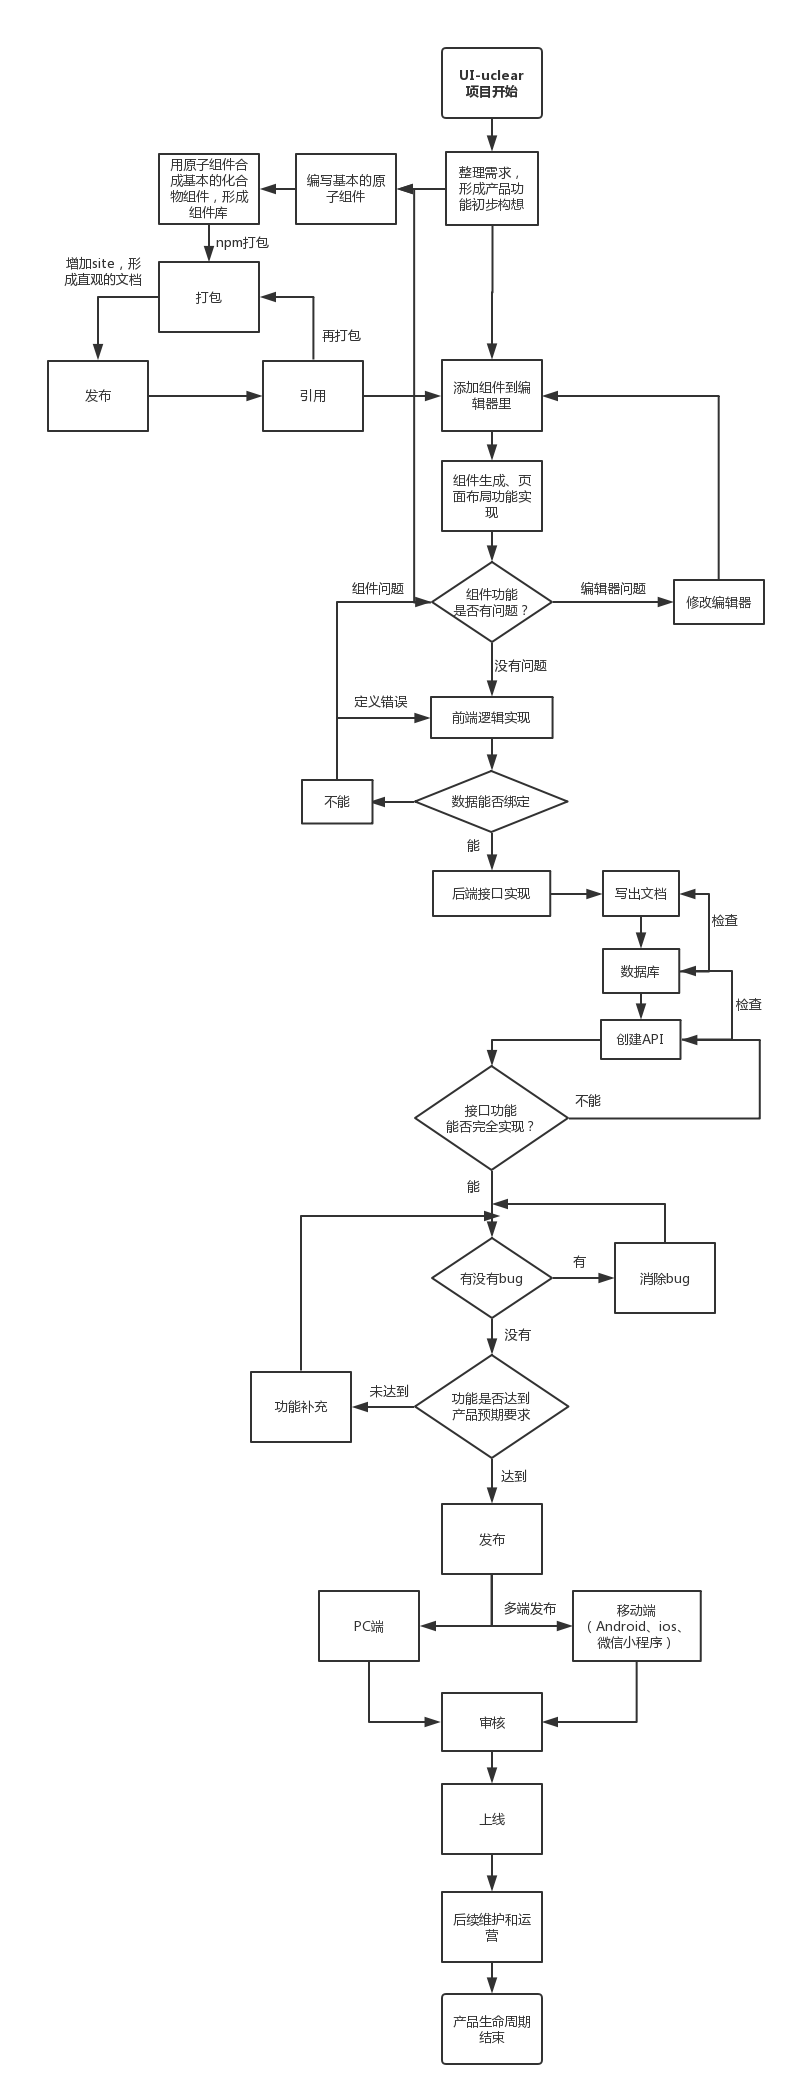 UI-uclear
项目开始
用原子组件合
成基本的化合
物组件，形成
组件库
编写基本的原
子组件
整理需求，
形成产品功
能初步构想
npm打包
增加site，形
成直观的文档
打包
再打包
发布
引用
添加组件到编
辑器里
组件生成、页
面布局功能实
现
组件问题
组件功能
是否有问题？
编辑器问题
修改编辑器
没有问题
定义错误
前端逻辑实现
不能
数据能否绑定
能
后端接口实现
写出文档
检查
数据库
检查
创建API
不能
接口功能
能否完全实现？
能
有没有bug
有
消除bug
没有
未达到
功能补充
功能是否达到
产品预期要求
达到
发布
多端发布
PC端
移动端
（Android、ios、
微信小程序）
审核
上线
后续维护和运
营
产品生命周期
结束